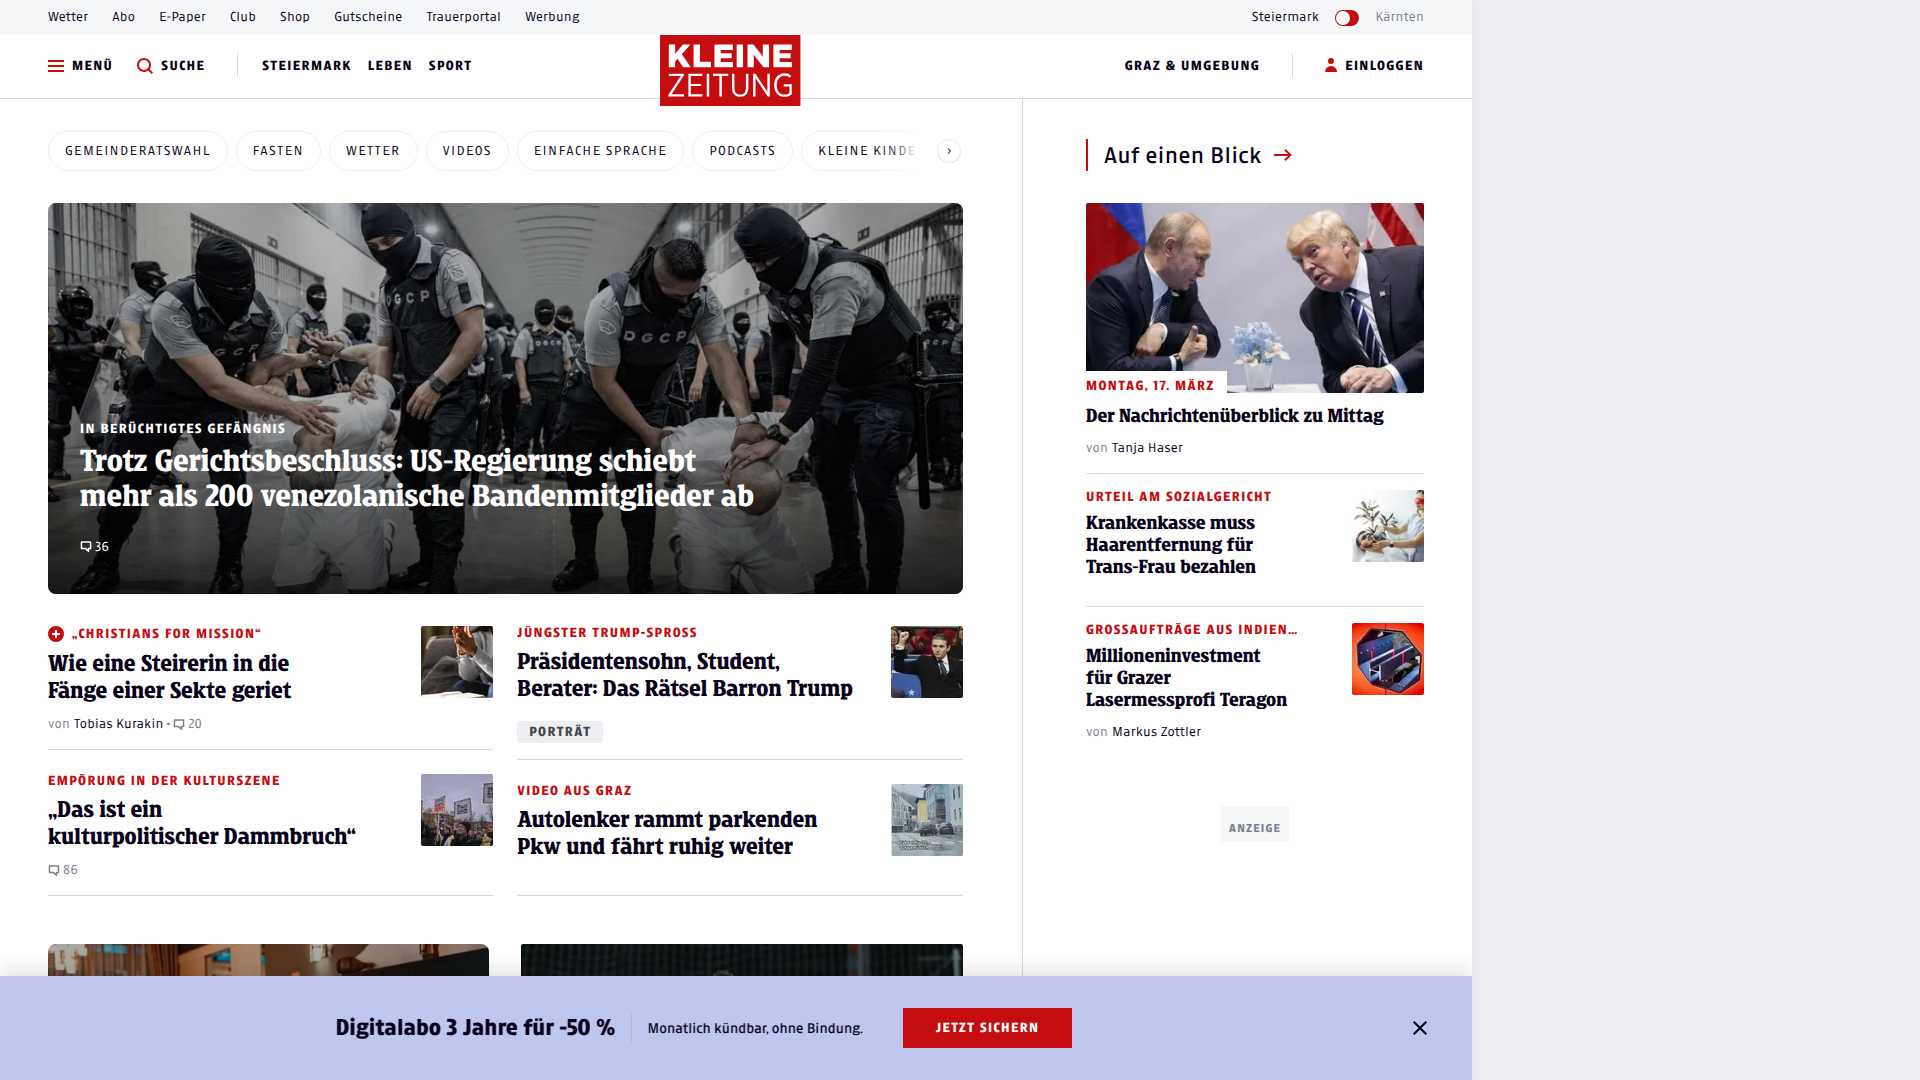 Wetter Abo E-Paper Club Shop Gutscheine Trauerportal Werbung
Steiermark Kärnten
MENÜ SUCHE STEIERMARK LEBEN SPORT
KLEINE
ZEITUNG
GRAZ & UMGEBUNG EINLOGGEN
GEMEINDERATSWAHL FASTEN WETTER VIDEOS EINFACHE SPRACHE PODCASTS KLEINE KINDE
DGCP
DGCP
DGCP
IN BERÜCHTIGTES GEFÄNGNIS
Trotz Gerichtsbeschluss: US-Regierung schiebt
mehr als 200 venezolanische Bandenmitglieder ab
36
„CHRISTIANS FOR MISSION“
Wie eine Steirerin in die
Fänge einer Sekte geriet
von Tobias Kurakin • 20
JÜNGSTER TRUMP-SPROSS
Präsidentensohn, Student,
Berater: Das Rätsel Barron Trump
PORTRÄT
EMPÖRUNG IN DER KULTURSZENE
„Das ist ein
kulturpolitischer Dammbruch“
86
VIDEO AUS GRAZ
Autolenker rammt parkenden
Pkw und fährt ruhig weiter
Auf einen Blick
MONTAG, 17. MÄRZ
Der Nachrichtenüberblick zu Mittag
von Tanja Haser
URTEIL AM SOZIALGERICHT
Krankenkasse muss
Haarentfernung für
Trans-Frau bezahlen
GROSSAUFTRÄGE AUS INDIEN…
Millioneninvestment
für Grazer
Lasermessprofi Teragon
von Markus Zottler
ANZEIGE
Digitalabo 3 Jahre für -50 %
Monatlich kündbar, ohne Bindung.
JETZT SICHERN